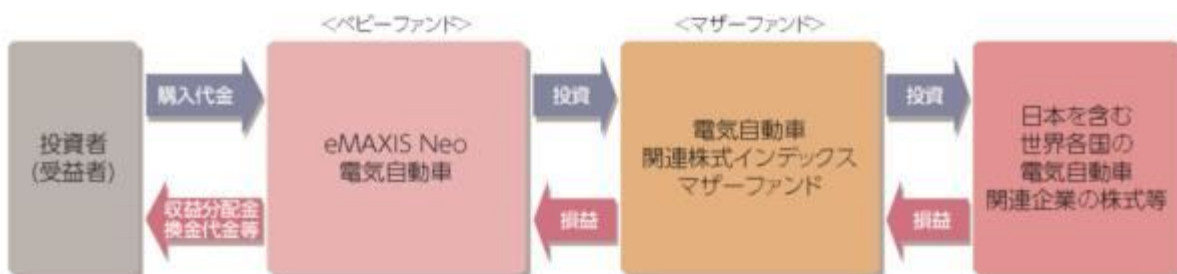 <ベビーファンド>
<マザーファンド>
投資者
(受益者)
購入代金
収益分配金
換金代金等
eMAXIS Neo
電気自動車
投資
損益
電気自動車
関連株式インデックス
マザーファンド
投資
損益
日本を含む
世界各国の
電気自動車
関連企業の株式等